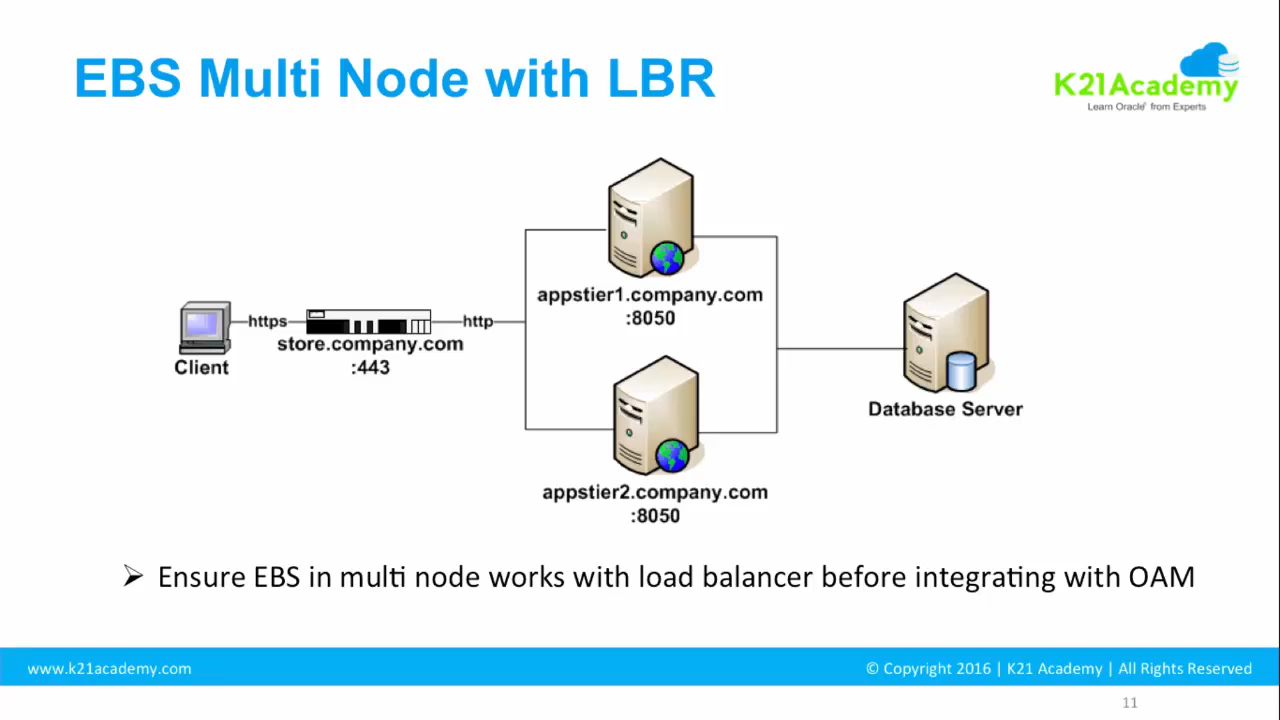 EBS Multi Node with LBR
K21Academy
Learn Oracle' from Experts
appstier1.company.com
:8050
https
http
store.company.com
:443
Client
Database Server
appstier2.company.com
:8050
➢ Ensure EBS in multi node works with load balancer before integrating with OAM
www.k21academy.com
© Copyright 2016 | K21 Academy | All Rights Reserved
11